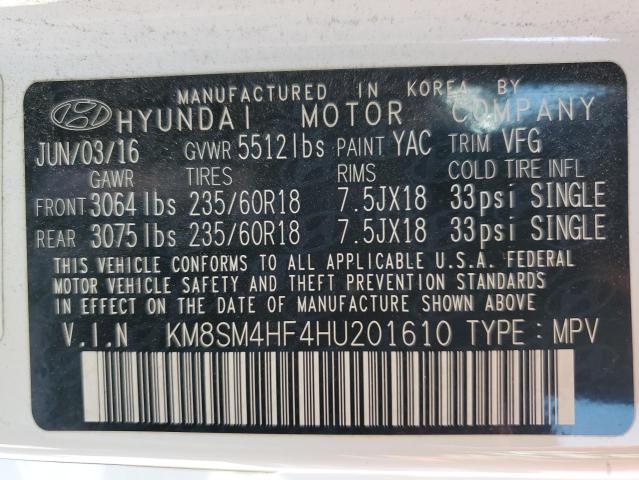 MANUFACTURED IN KOREA BY
HYUNDAI MOTOR COMPANY
JUN/03/16 GVWR 5512lbs PAINT YAC TRIM VFG
GAWR TIRES RIMS COLD TIRE INFL
FRONT 3064lbs 235/60R18 7.5JX18 33psi SINGLE
REAR 3075lbs 235/60R18 7.5JX18 33psi SINGLE
THIS VEHICLE CONFORMS TO ALL APPLICABLE U.S.A. FEDERAL
MOTOR VEHICLE SAFETY AND THEFT PREVENTION STANDARDS
IN EFFECT ON THE DATE OF MANUFACTURE SHOWN ABOVE.
V.I.N KM8SM4HF4HU201610 TYPE: MPV